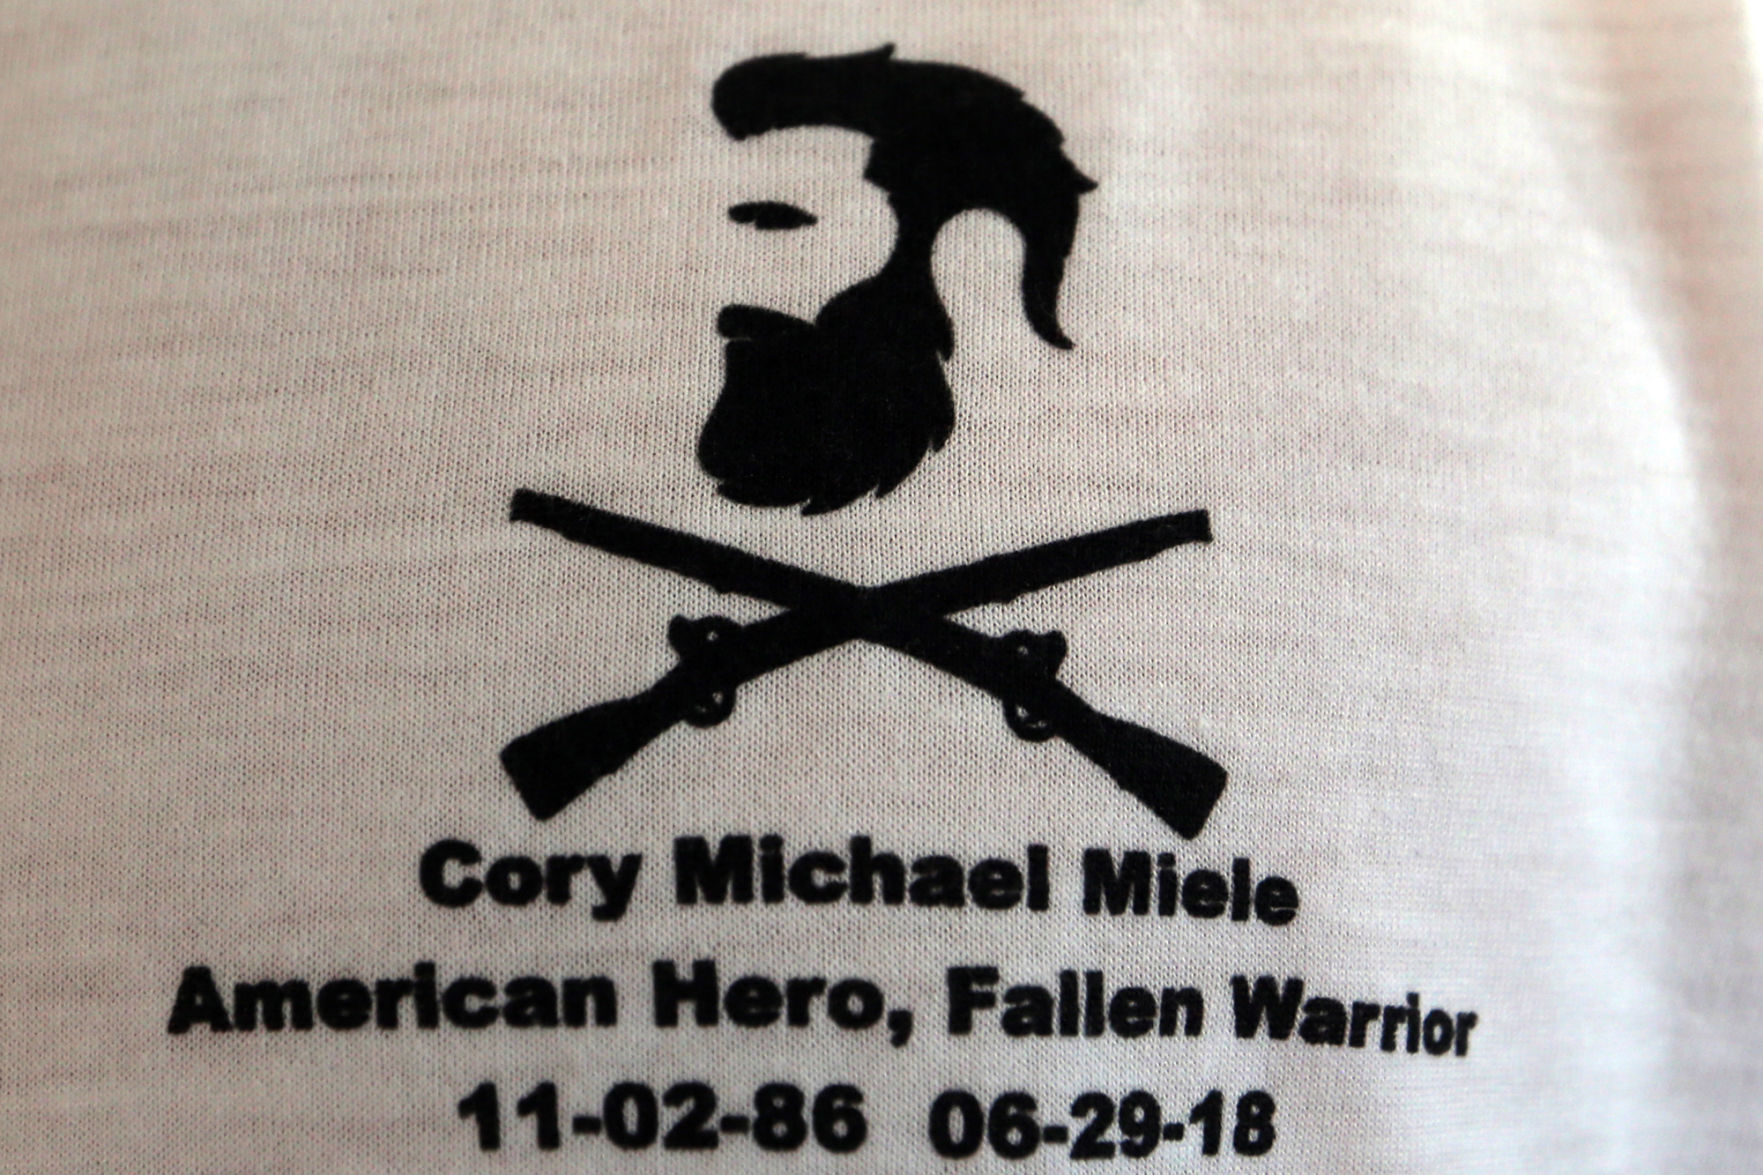 Cory Michael Miele
American Hero, Fallen Warrior
11-02-86 06-29-18